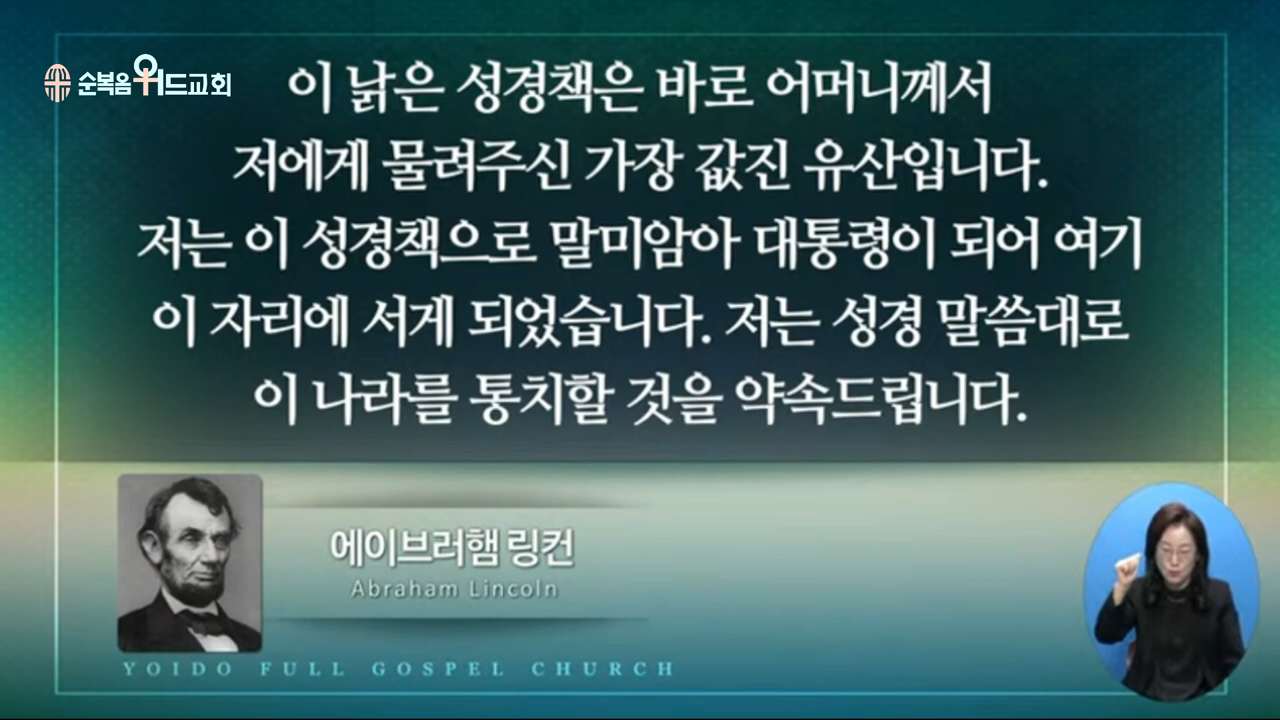 순복음위드교회
이 낡은 성경책은 바로 어머니께서
저에게 물려주신 가장 값진 유산입니다.
저는 이 성경책으로 말미암아 대통령이 되어 여기
이 자리에 서게 되었습니다. 저는 성경 말씀대로
이 나라를 통치할 것을 약속드립니다.
에이브러햄 링컨
Abraham Lincoln
YOIDO FULL GOSPEL CHURCH